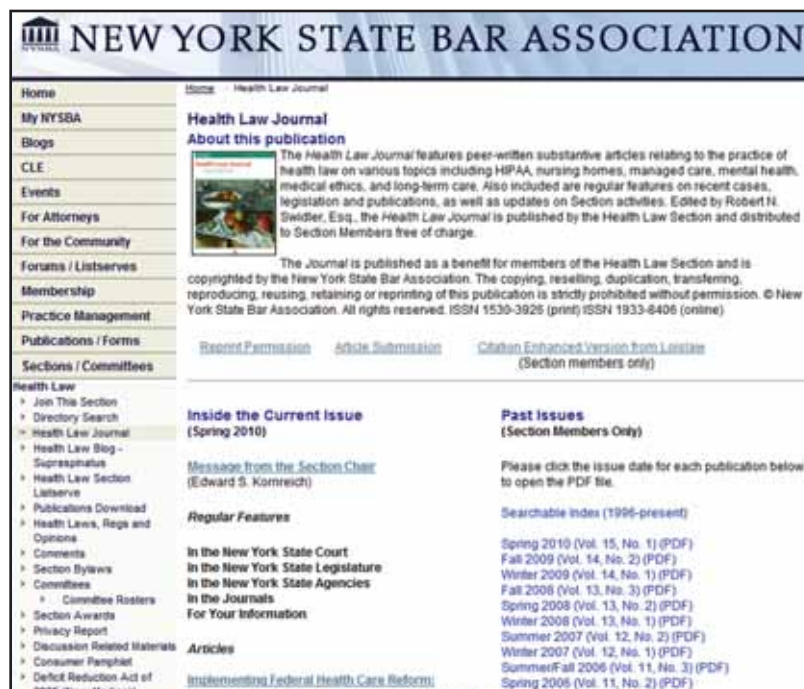 NYSBA
NEW YORK STATE BAR ASSOCIATION
Home
My NYSBA
Blogs
CLE
Events
For Attorneys
For the Community
Forums / Listserves
Membership
Practice Management
Publications / Forms
Sections / Committees
Health Law
Join This Section
Directory Search
Health Law Journal
Health Law Blog -
Supraspinatus
Health Law Section
Listserve
Publications Download
Health Laws, Regs and
Opinions
Comments
Section Bylaws
Committees
Committee Rosters
Section Awards
Privacy Report
Discussion Related Materials
Consumer Pamphlet
Deficit Reduction Act of
Home Health Law Journal
Health Law Journal
About this publication
Health Law Journal
The Health Law Journal features peer-written substantive articles relating to the practice of
health law on various topics including HIPAA, nursing homes, managed care, mental health,
medical ethics, and long-term care. Also included are regular features on recent cases,
legislation and publications, as well as updates on Section activities. Edited by Robert N.
Swidler, Esq., the Health Law Journal is published by the Health Law Section and distributed
to Section Members free of charge.
The Journal is published as a benefit for members of the Health Law Section and is
copyrighted by the New York State Bar Association. The copying, reselling, duplication, transferring,
reproducing, reusing, retaining or reprinting of this publication is strictly prohibited without permission. © New
York State Bar Association. All rights reserved. ISSN 1530-3926 (print) ISSN 1933-8406 (online)
Reprint Permission Article Submission Citation Enhanced Version from Loislaw
(Section members only)
Inside the Current Issue
(Spring 2010)
Message from the Section Chair
(Edward S. Kornreich)
Regular Features
In the New York State Court
In the New York State Legislature
In the New York State Agencies
In the Journals
For Your Information
Articles
Implementing Federal Health Care Reform:
Past Issues
(Section Members Only)
Please click the issue date for each publication below
to open the PDF file.
Searchable Index (1996-present)
Spring 2010 (Vol. 15, No. 1) (PDF)
Fall 2009 (Vol. 14, No. 2) (PDF)
Winter 2009 (Vol. 14, No. 1) (PDF)
Fall 2008 (Vol. 13, No. 3) (PDF)
Spring 2008 (Vol. 13, No. 2) (PDF)
Winter 2008 (Vol. 13, No. 1) (PDF)
Summer 2007 (Vol. 12, No. 2) (PDF)
Winter 2007 (Vol. 12, No. 1) (PDF)
Summer/Fall 2006 (Vol. 11, No. 3) (PDF)
Spring 2006 (Vol. 11, No. 2) (PDF)